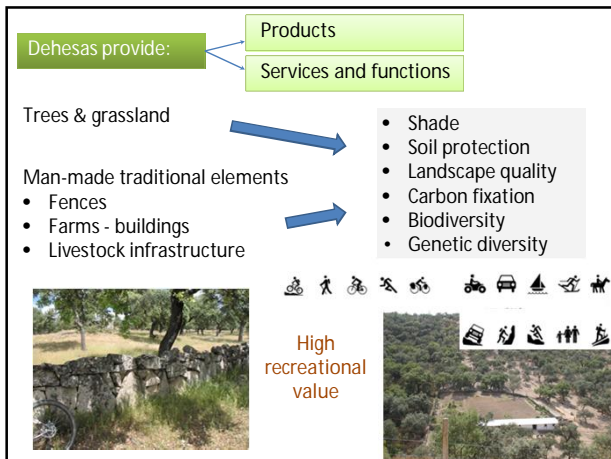 Dehesas provide:
Products
Services and functions
Trees & grassland
Man-made traditional elements
• Fences
• Farms - buildings
• Livestock infrastructure
• Shade
• Soil protection
• Landscape quality
• Carbon fixation
• Biodiversity
• Genetic diversity
High
recreational
value